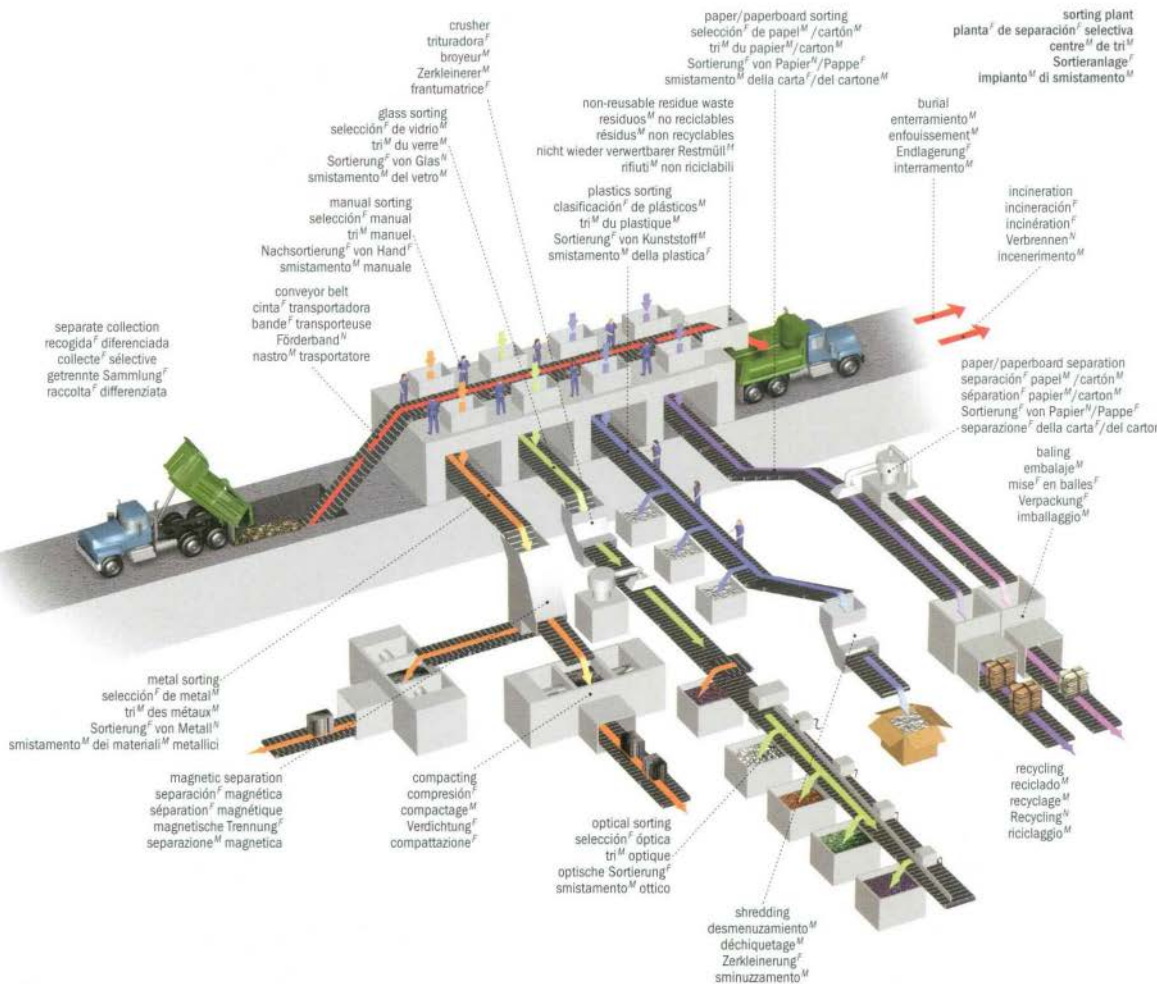 crusher
trituradora^F
broyeur^M
Zerkleinerer^M
frantumatrice^F
paper/paperboard sorting
selección^F de papel^M/cartón^M
tri^M du papier^M/carton^M
Sortierung^F von Papier^N/Pappe^F
smistamento^M della carta^F/del cartone^M
sorting plant
planta^F de separación^F selectiva
centre^M de tri^M
Sortieranlage^F
impianto^M di smistamento^M
glass sorting
selección^F de vidrio^M
tri^M du verre^M
Sortierung^F von Glas^N
smistamento^M del vetro^M
non-reusable residue waste
residuos^M no reciclables
résidus^M non recyclables
nicht wieder verwertbarer Restmüll^M
rifiuti^M non riciclabili
burial
enterramiento^M
enfouissement^M
Endlagerung^F
interramento^M
manual sorting
selección^F manual
tri^M manuel
Nachsortierung^F von Hand^F
smistamento^M manuale
plastics sorting
clasificación^F de plásticos^M
tri^M du plastique^M
Sortierung^F von Kunststoff^M
smistamento^M della plastica^F
incineration
incineración^F
incinération^F
Verbrennen^N
incenerimento^M
conveyor belt
cinta^F transportadora
bande^F transporteuse
Förderband^N
nastro^M trasportatore
separate collection
recogida^F diferenciada
collecte^F sélective
getrennte Sammlung^F
raccolta^F differenziata
paper/paperboard separation
separación^F papel^M/cartón^M
séparation^F papier^M/carton^M
Sortierung^F von Papier^N/Pappe^F
separazione^F della carta^F/del carton
baling
embalaje^M
mise^F en balles^F
Verpackung^F
imballaggio^M
metal sorting
selección^F de metal^M
tri^M des métaux^M
Sortierung^F von Metall^N
smistamento^M dei materiali^M metallici
magnetic separation
separación^F magnética
séparation^F magnétique
magnetische Trennung^F
separazione^M magnetica
compacting
compresión^F
compactage^M
Verdichtung^F
compattazione^F
optical sorting
selección^F óptica
tri^M optique
optische Sortierung^F
smistamento^M ottico
shredding
desmenuzamiento^M
déchiquetage^M
Zerkleinerung^F
sminuzzamento^M
recycling
reciclado^M
recyclage^M
Recycling^N
riciclaggio^M